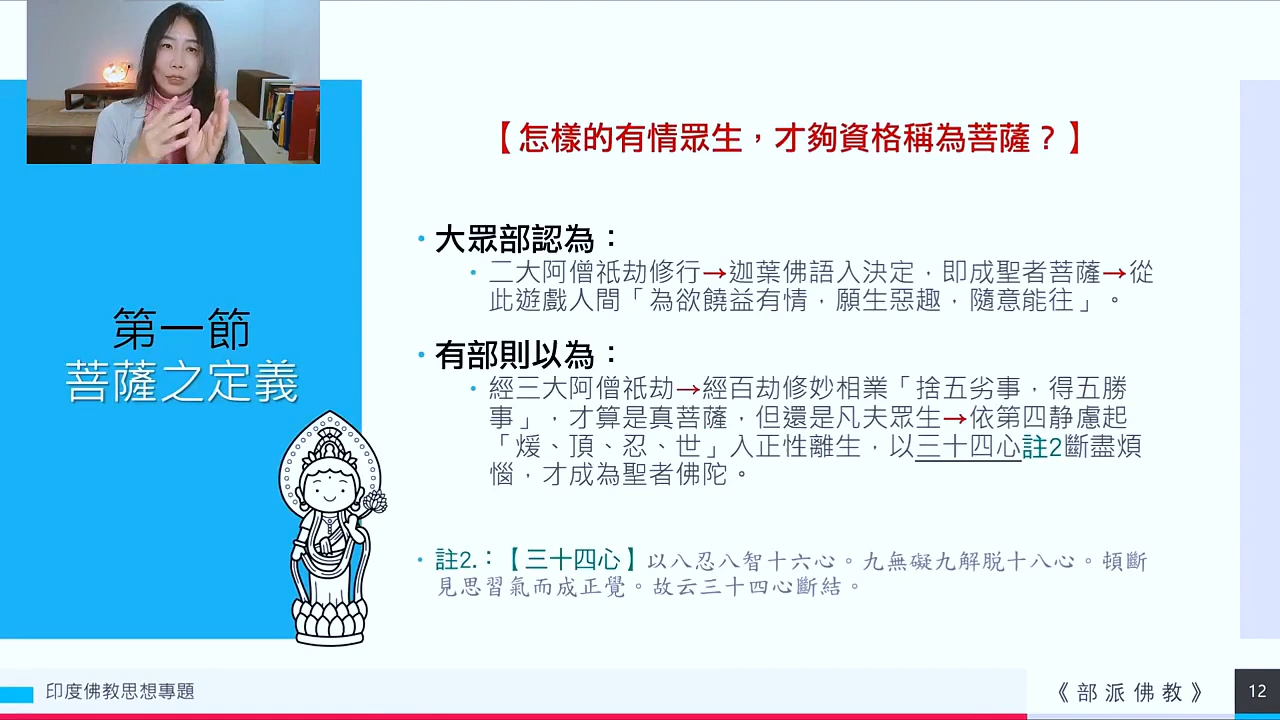 【怎樣的有情眾生，才夠資格稱為菩薩？】
• 大眾部認為：
• 二大阿僧祇劫修行→迦葉佛語入決定，即成聖者菩薩→從
此遊戲人間「為欲饒益有情，願生惡趣，隨意能往」。
• 有部則以為：
• 經三大阿僧祇劫→經百劫修妙相業「捨五劣事，得五勝
事」，才算是真菩薩，但還是凡夫眾生→依第四静慮起
「煖、頂、忍、世」入正性離生，以三十四心註2斷盡煩
惱，才成為聖者佛陀。
• 註2.：【三十四心】以八忍八智十六心。九無礙九解脱十八心。頓斷
見思習氣而成正覺。故云三十四心斷結。
第一節
菩薩之定義
印度佛教思想專題
《部派佛教》
12